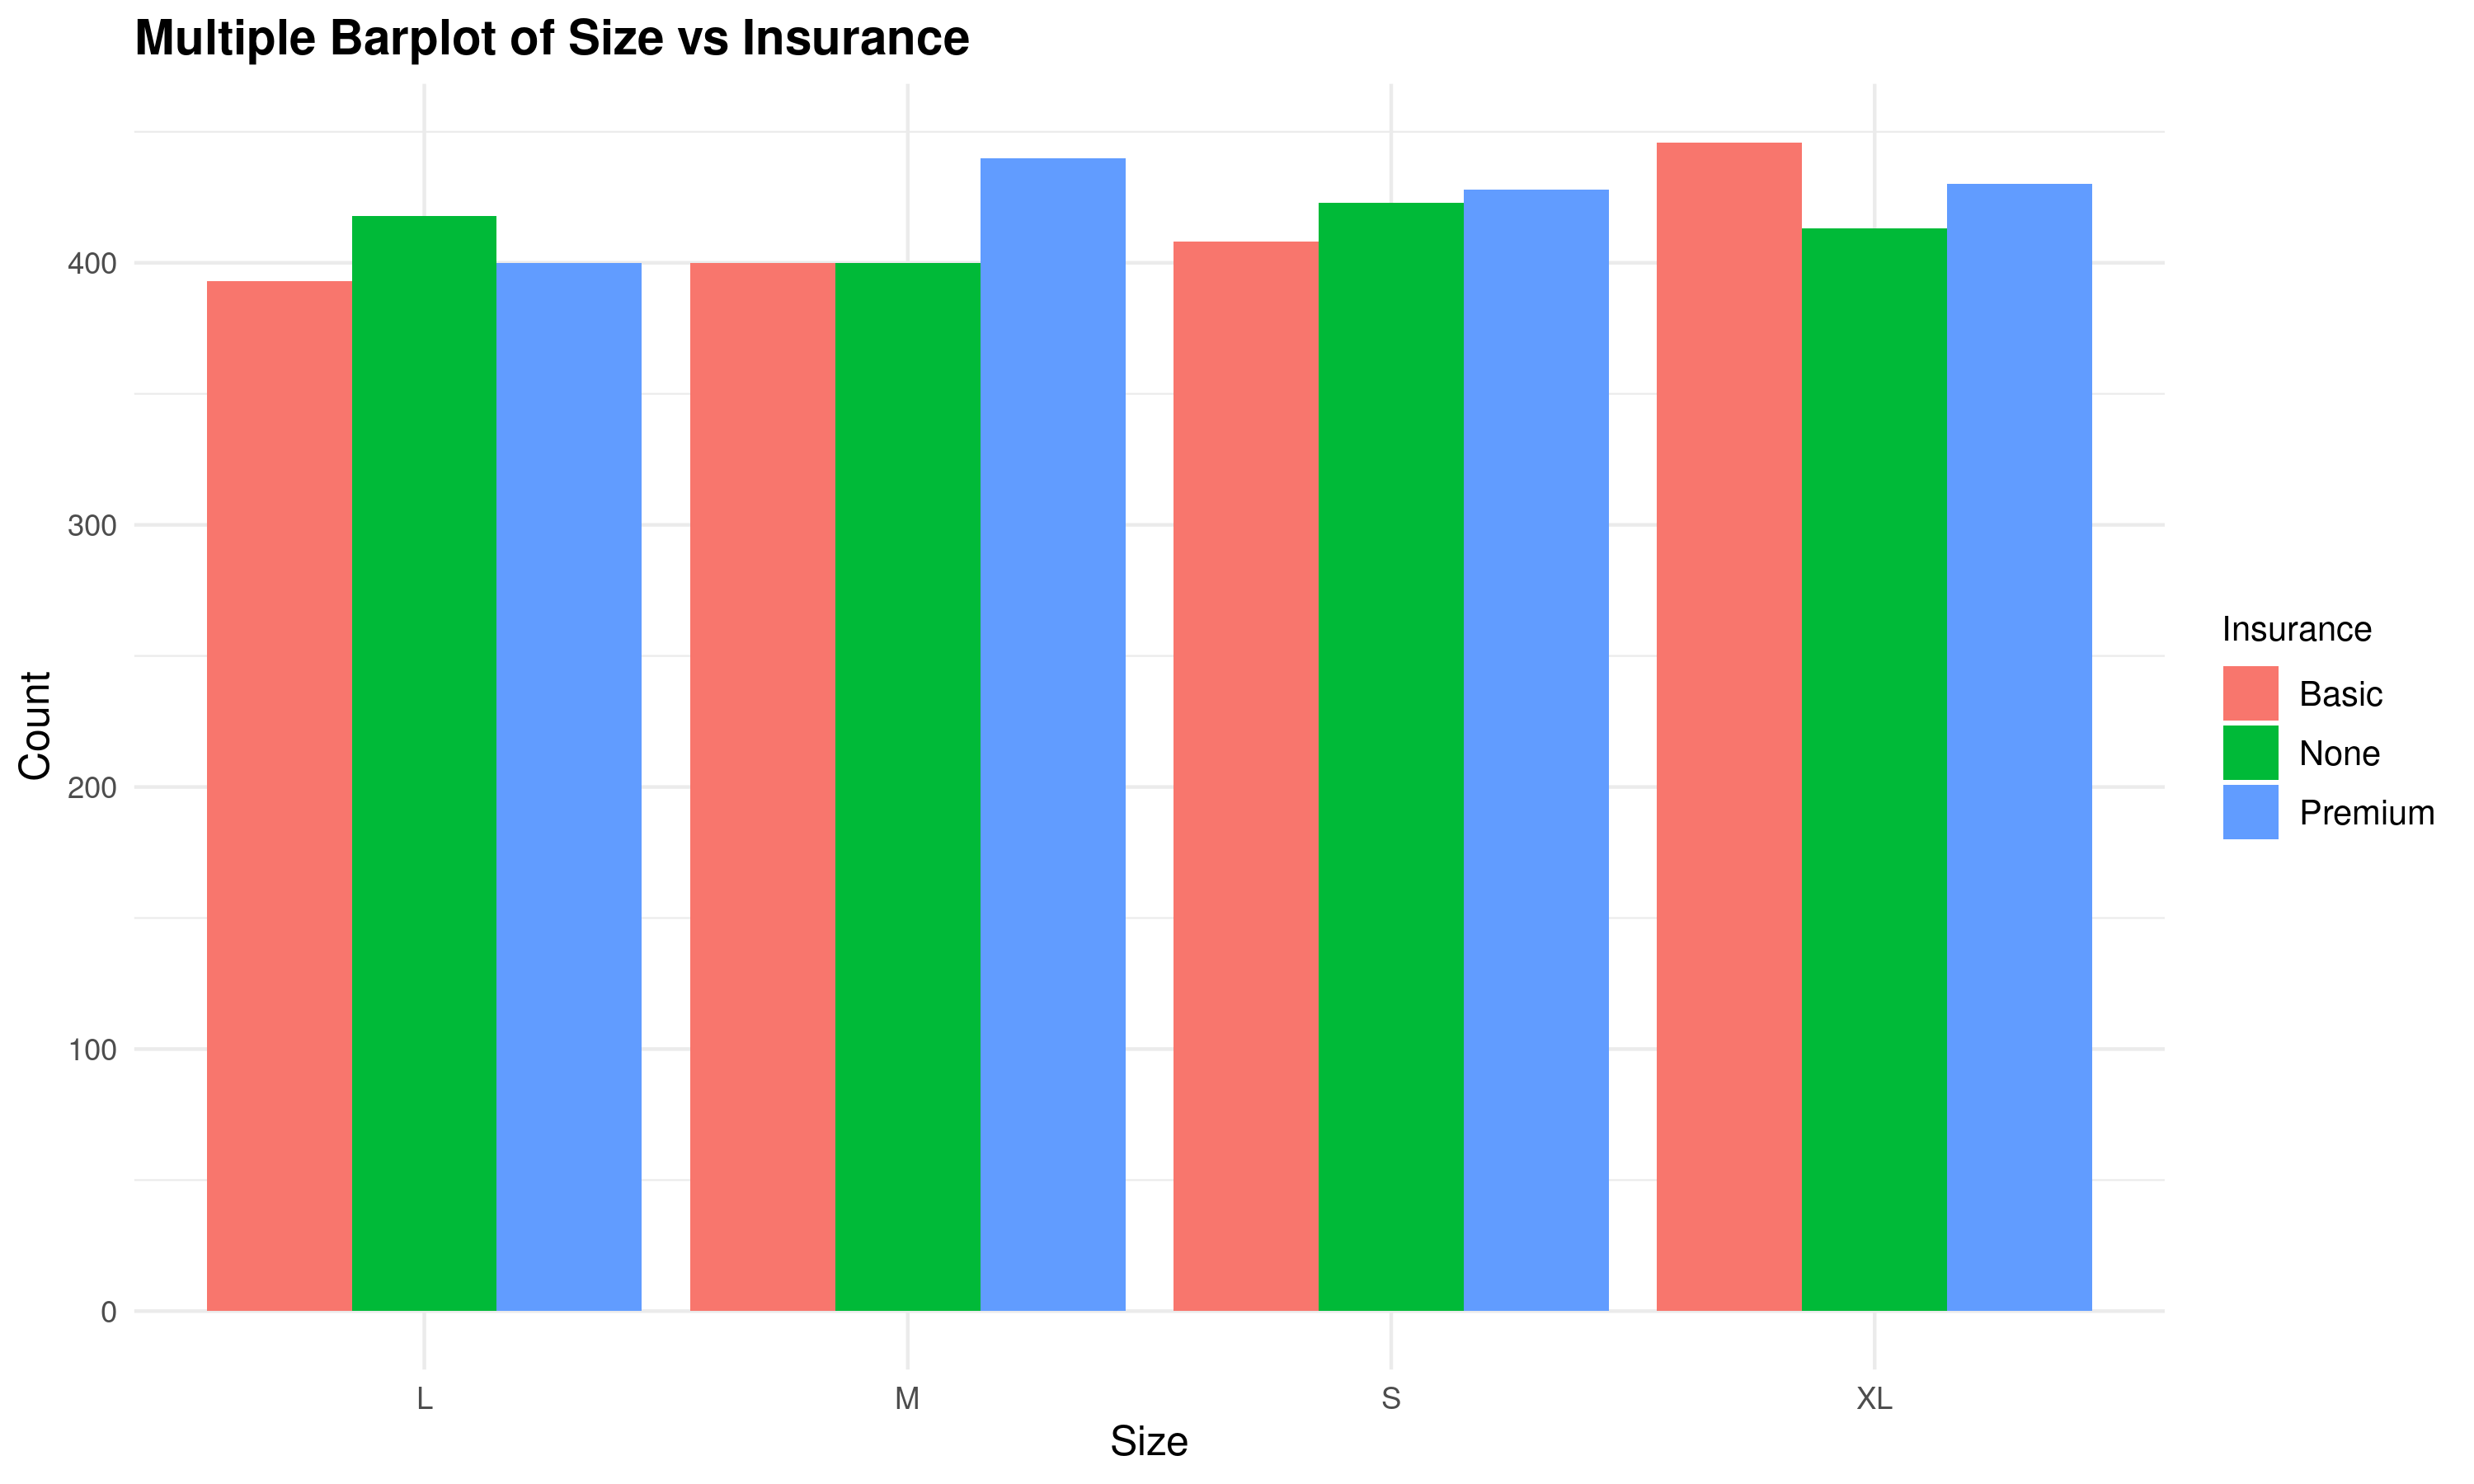 Multiple Barplot of Size vs Insurance
Count
400
300
200
100
0
L
M
S
XL
Size
Insurance
Basic
None
Premium